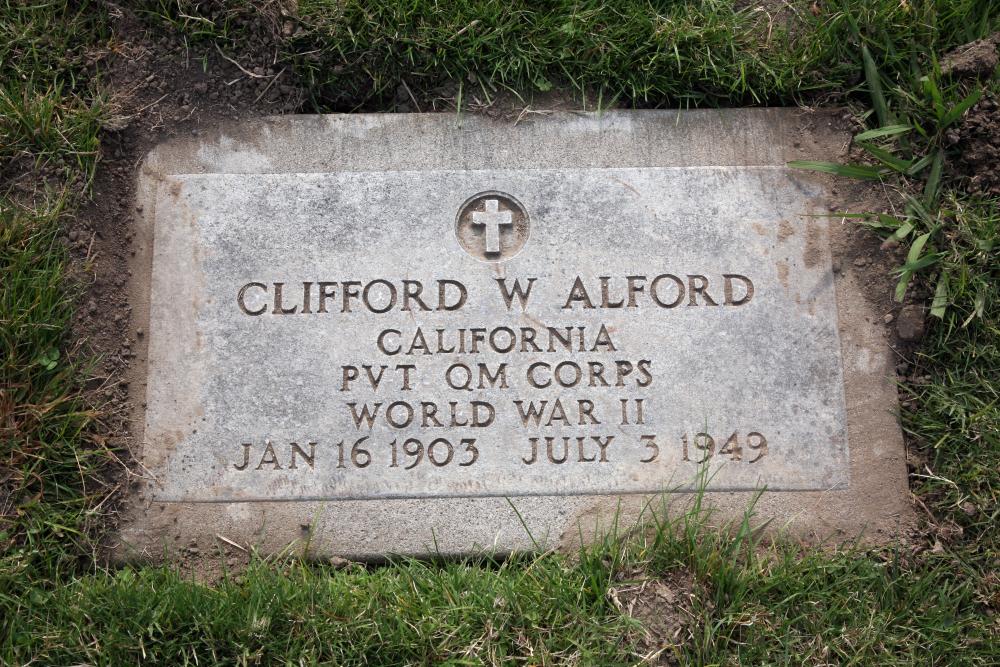 CLIFFORD W ALFORD
CALIFORNIA
PVT QM CORPS
WORLD WAR II
JAN 16 1903 JULY 3 1949